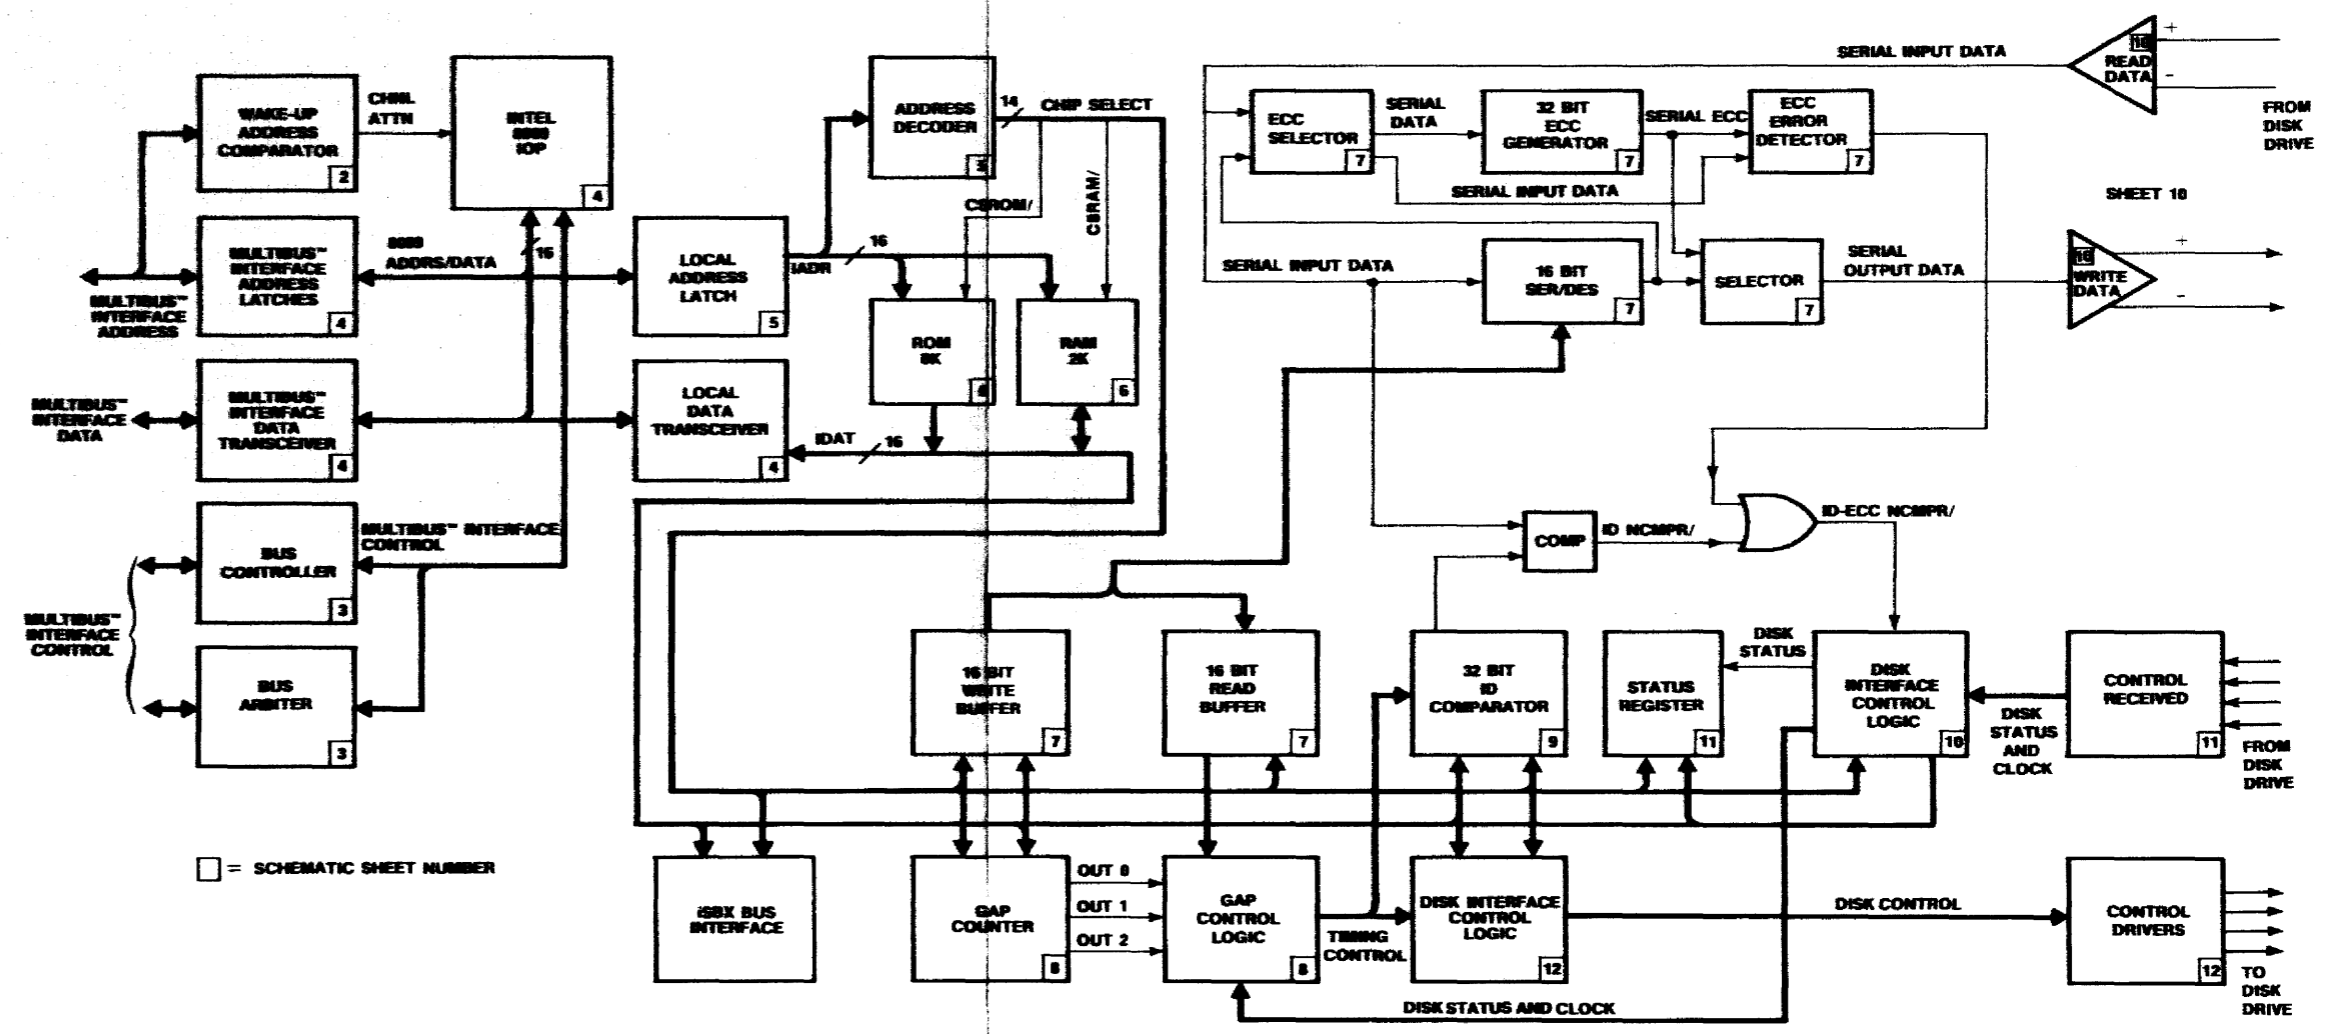 WAKE-UP
ADDRESS
COMPARATOR
2
CHNL
ATTN
INTEL
8089
IOP
4
MULTIBUS™
INTERFACE
ADDRESS
LATCHES
4
MULTIBUS™
INTERFACE
ADDRESS
8089
ADDRS/DATA
16
LOCAL
ADDRESS
LATCH
5
IADR
16
ADDRESS
DECODER
14
CHIP SELECT
CSROM/
CSRAM/
ROM
8K
RAM
2K
6
MULTIBUS™
INTERFACE
DATA
MULTIBUS™
INTERFACE
DATA
TRANSCEIVER
4
LOCAL
DATA
TRANSCEIVER
4
IDAT
16
MULTIBUS™ INTERFACE
CONTROL
BUS
CONTROLLER
3
MULTIBUS™
INTERFACE
CONTROL
BUS
ARBITER
3
= SCHEMATIC SHEET NUMBER
SERIAL INPUT DATA
10
READ
DATA
+
-
FROM
DISK
DRIVE
ECC
SELECTOR
7
SERIAL
DATA
32 BIT
ECC
GENERATOR
7
SERIAL ECC
ECC
ERROR
DETECTOR
7
SERIAL INPUT DATA
SHEET 10
SERIAL INPUT DATA
16 BIT
SER/DES
7
SELECTOR
7
SERIAL
OUTPUT DATA
10
WRITE
DATA
+
-
COMP
ID NCMPR/
ID-ECC NCMPR/
16 BIT
WRITE
BUFFER
7
16 BIT
READ
BUFFER
7
32 BIT
ID
COMPARATOR
9
STATUS
REGISTER
11
DISK
STATUS
DISK
INTERFACE
CONTROL
LOGIC
10
DISK
STATUS
AND
CLOCK
CONTROL
RECEIVED
11
FROM
DISK
DRIVE
iSBX BUS
INTERFACE
GAP
COUNTER
8
OUT 0
OUT 1
OUT 2
GAP
CONTROL
LOGIC
8
TIMING
CONTROL
DISK INTERFACE
CONTROL
LOGIC
12
DISK CONTROL
CONTROL
DRIVERS
12
TO
DISK
DRIVE
DISK STATUS AND CLOCK